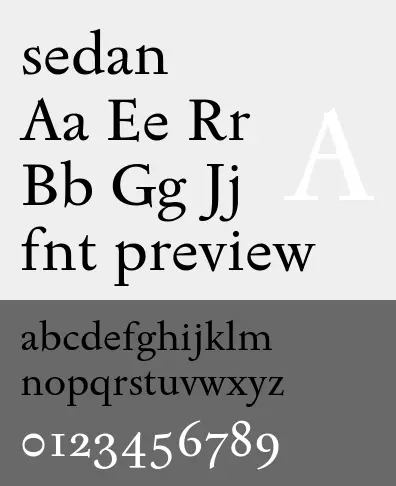 sedan
Aa Ee Rr
A
Bb Gg Jj
fnt preview
abcdefghijklm
nopqrstuvwxyz
0123456789